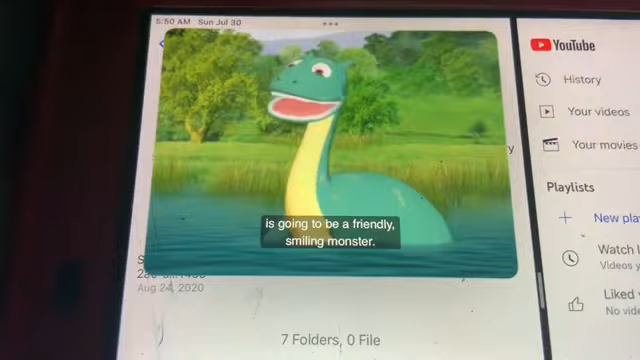 5:50 AM Sun Jul 30
YouTube
History
Your videos
Your movies
Playlists
New pla
Watch l
Videos y
Liked
No vide
is going to be a friendly,
smiling monster.
Aug 24, 2020
7 Folders, 0 File